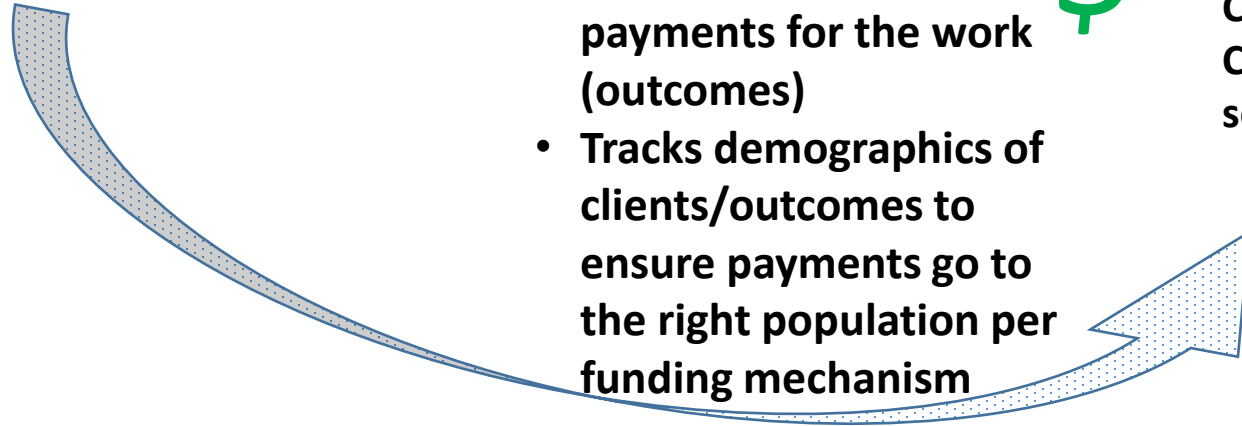 payments for the work
(outcomes)
• Tracks demographics of
clients/outcomes to
ensure payments go to
the right population per
funding mechanism
$